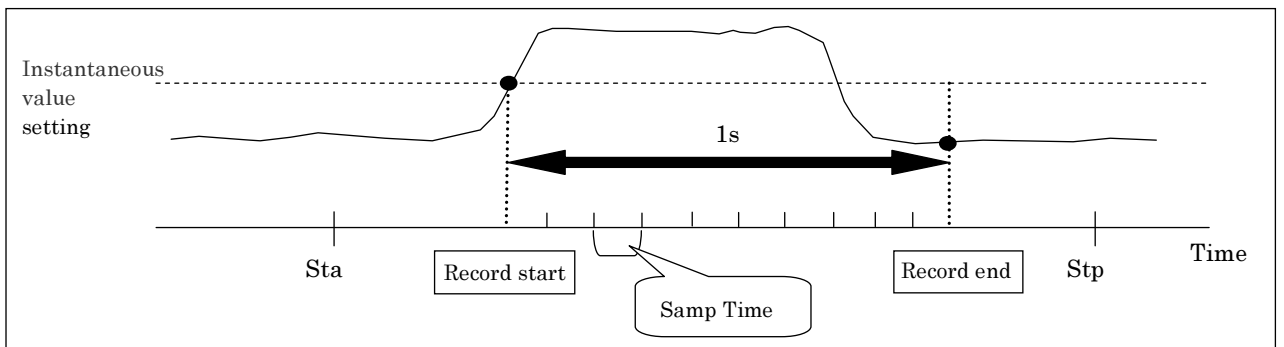 Instantaneous
value
setting
1s
Sta
Record start
Record end
Stp
Time
Samp Time